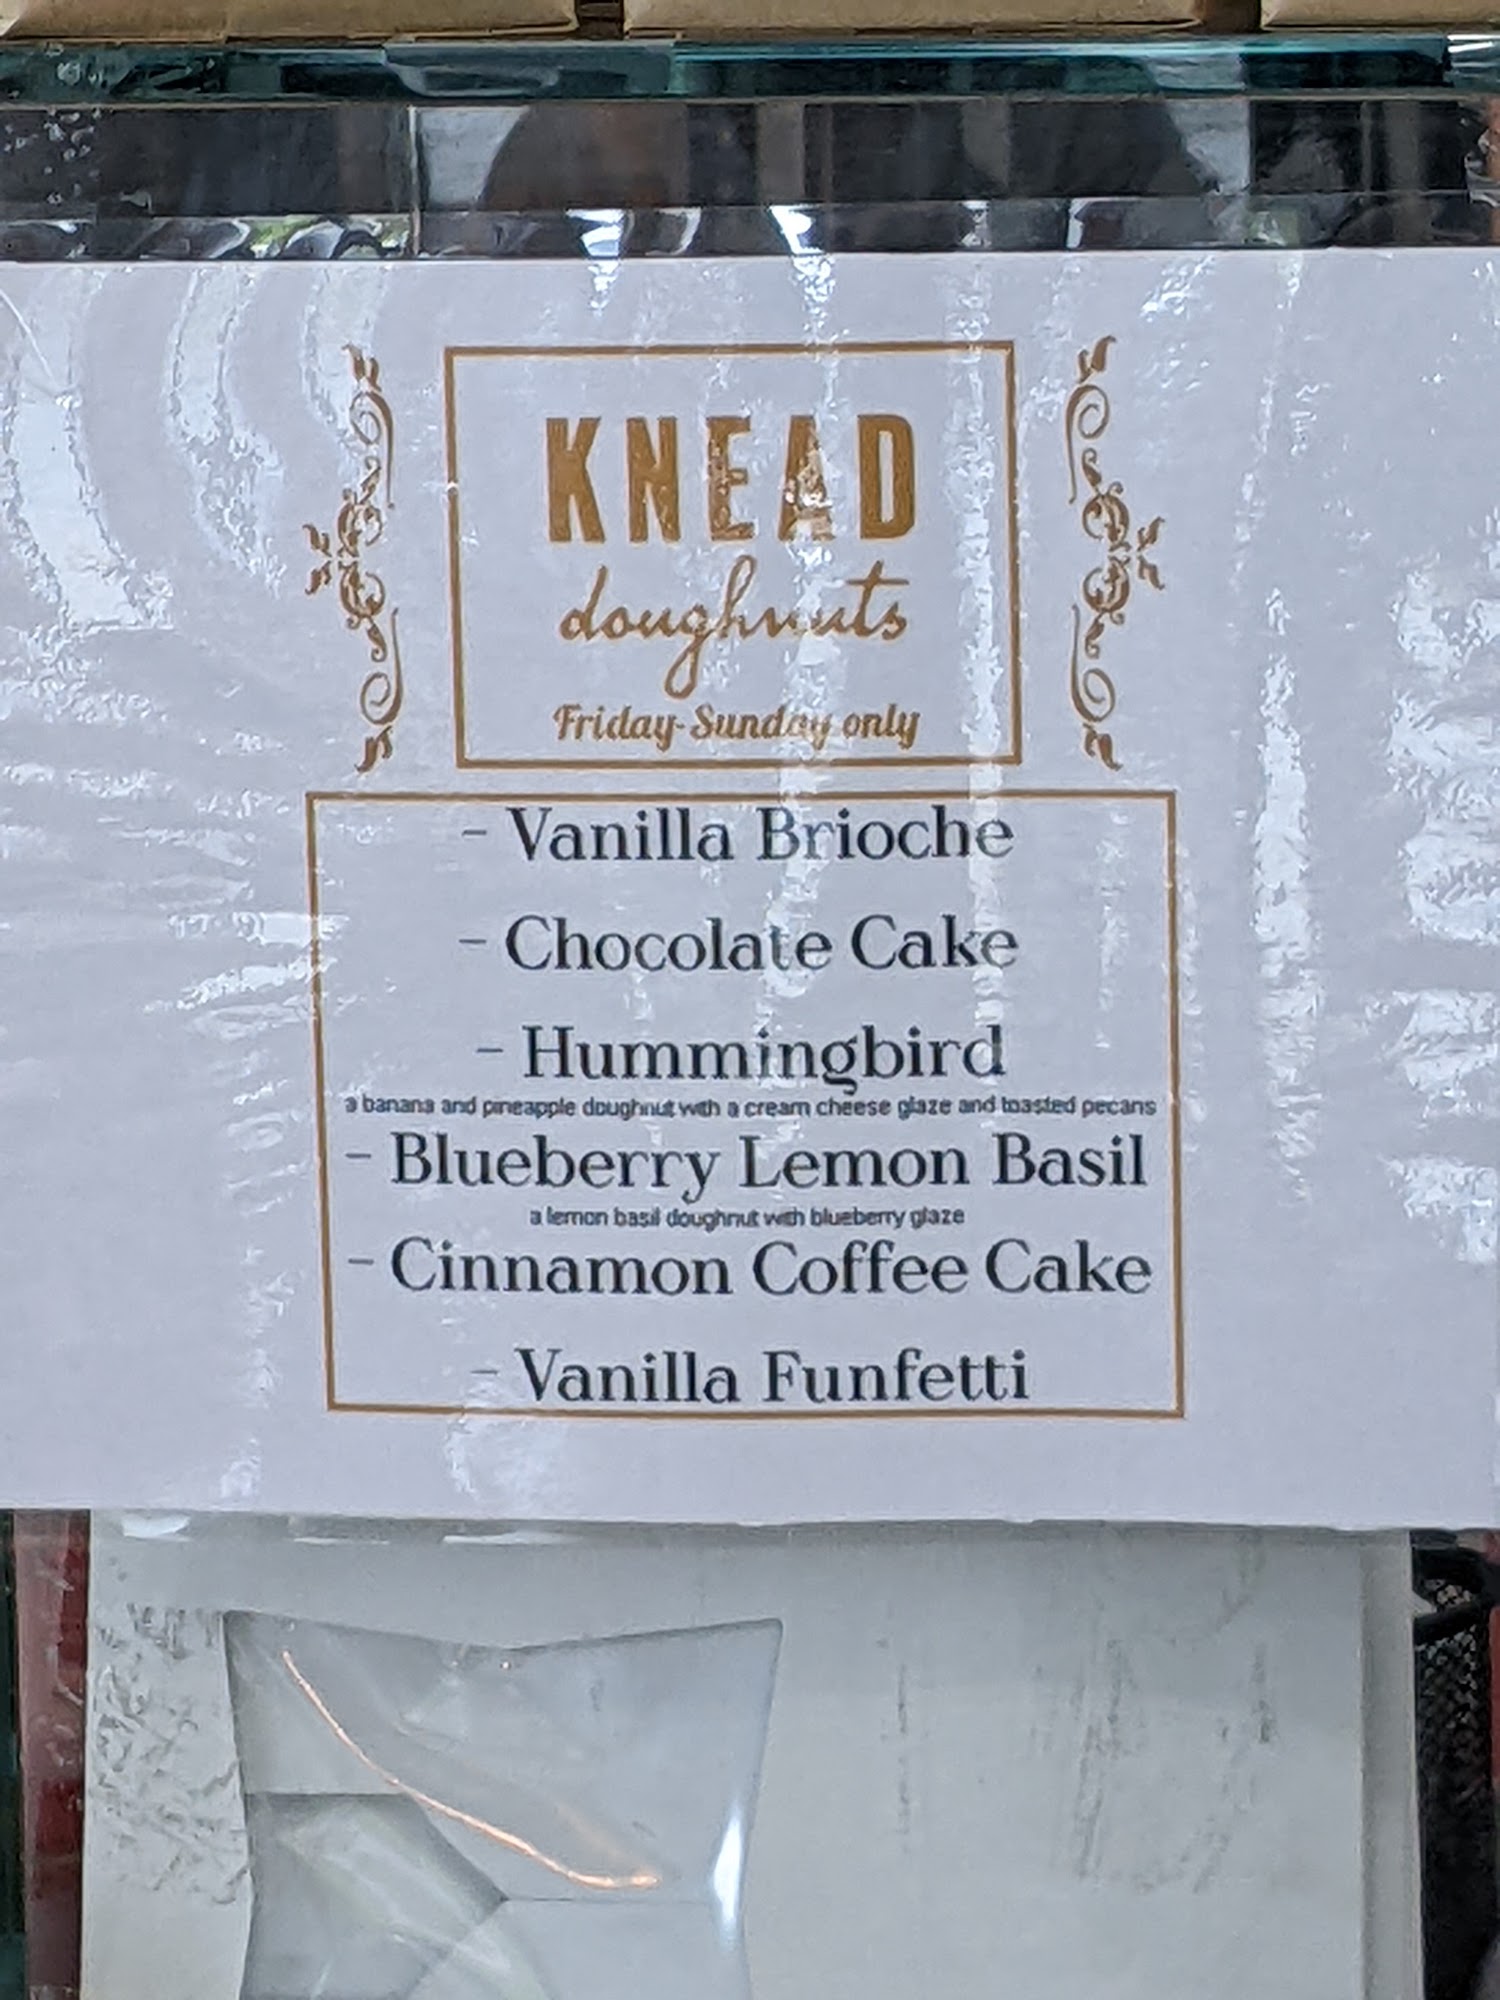 KNEAD
doughnuts
Friday-Sunday only
- Vanilla Brioche
- Chocolate Cake
- Hummingbird
a banana and pineapple doughnut with a cream cheese glaze and toasted pecans
- Blueberry Lemon Basil
a lemon basil doughnut with blueberry glaze
- Cinnamon Coffee Cake
- Vanilla Funfetti